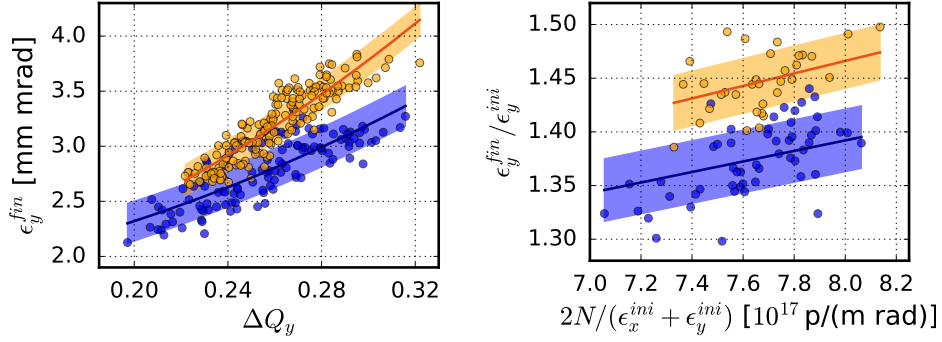 4.0
3.5
3.0
2.5
2.0
ϵ_y^{fin} [mm mrad]
0.20 0.24 0.28 0.32
ΔQ_y
1.50
1.45
1.40
1.35
1.30
ϵ_y^{fin}/ϵ_y^{ini}
7.0 7.2 7.4 7.6 7.8 8.0 8.2
2N/(ϵ_x^{ini} + ϵ_y^{ini}) [10^{17} p/(m rad)]